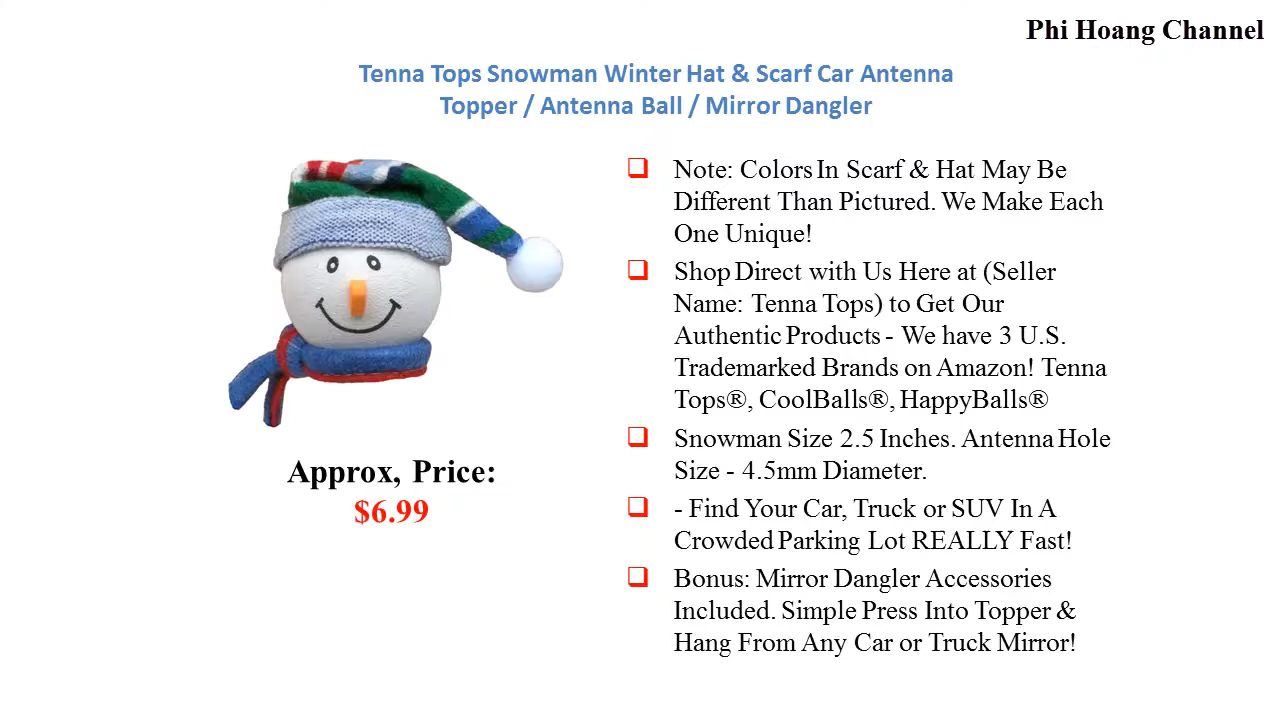 Phi Hoang Channel
Tenna Tops Snowman Winter Hat & Scarf Car Antenna
Topper / Antenna Ball / Mirror Dangler
Note: Colors In Scarf & Hat May Be
Different Than Pictured. We Make Each
One Unique!
Shop Direct with Us Here at (Seller
Name: Tenna Tops) to Get Our
Authentic Products - We have 3 U.S.
Trademarked Brands on Amazon! Tenna
Tops®, CoolBalls®, HappyBalls®
Snowman Size 2.5 Inches. Antenna Hole
Size - 4.5mm Diameter.
- Find Your Car, Truck or SUV In A
Crowded Parking Lot REALLY Fast!
Bonus: Mirror Dangler Accessories
Included. Simple Press Into Topper &
Hang From Any Car or Truck Mirror!
Approx, Price:
$6.99